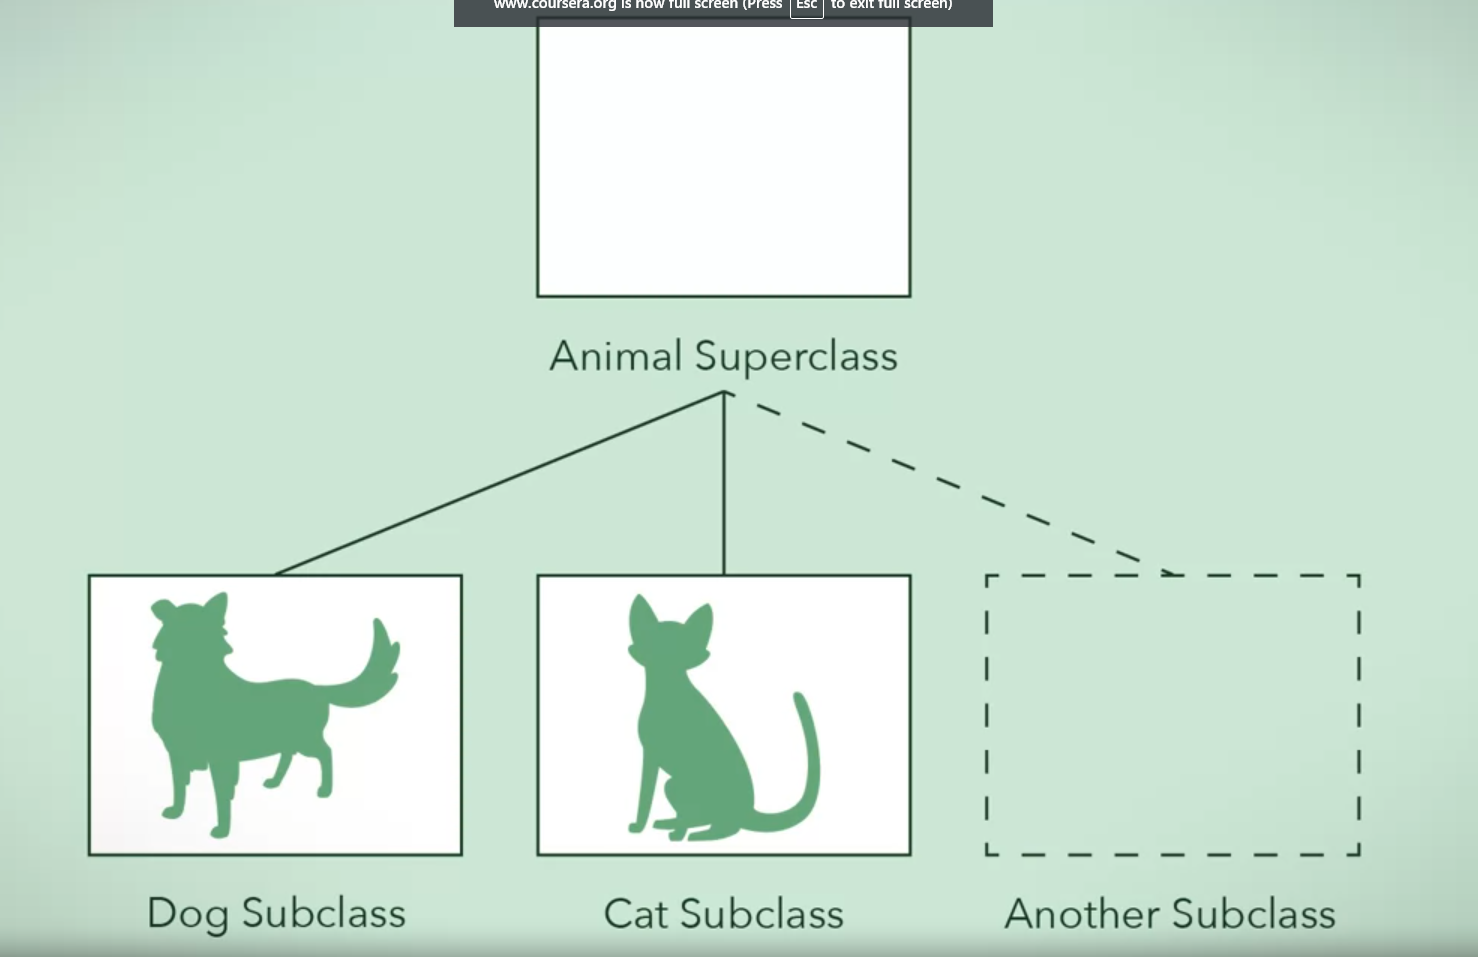 www.coursera.org is now full screen (Press Esc to exit full screen)
Animal Superclass
Dog Subclass
Cat Subclass
Another Subclass